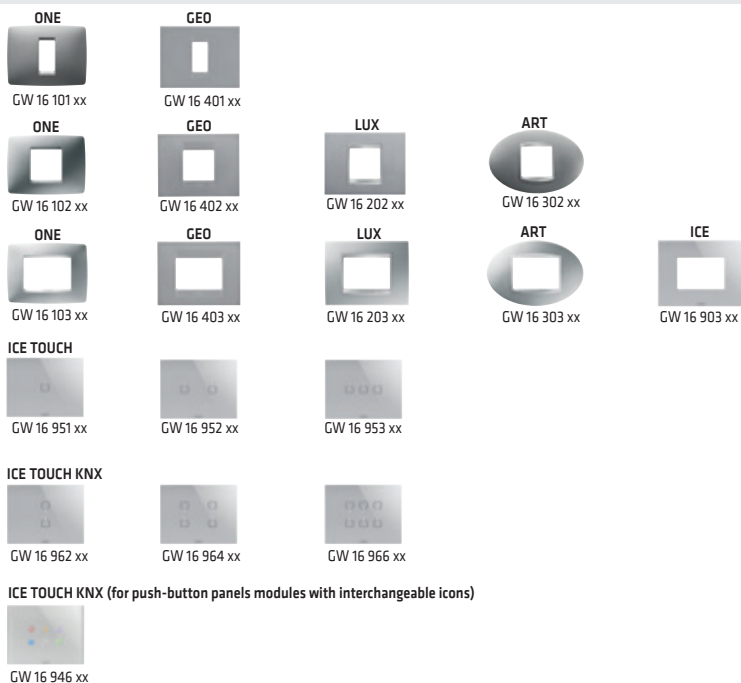 ONE GEO
GW 16 101 xx GW 16 401 xx
ONE GEO LUX ART
GW 16 102 xx GW 16 402 xx GW 16 202 xx GW 16 302 xx
ONE GEO LUX ART ICE
GW 16 103 xx GW 16 403 xx GW 16 203 xx GW 16 303 xx GW 16 903 xx
ICE TOUCH
GW 16 951 xx GW 16 952 xx GW 16 953 xx
ICE TOUCH KNX
GW 16 962 xx GW 16 964 xx GW 16 966 xx
ICE TOUCH KNX (for push-button panels modules with interchangeable icons)
GW 16 946 xx